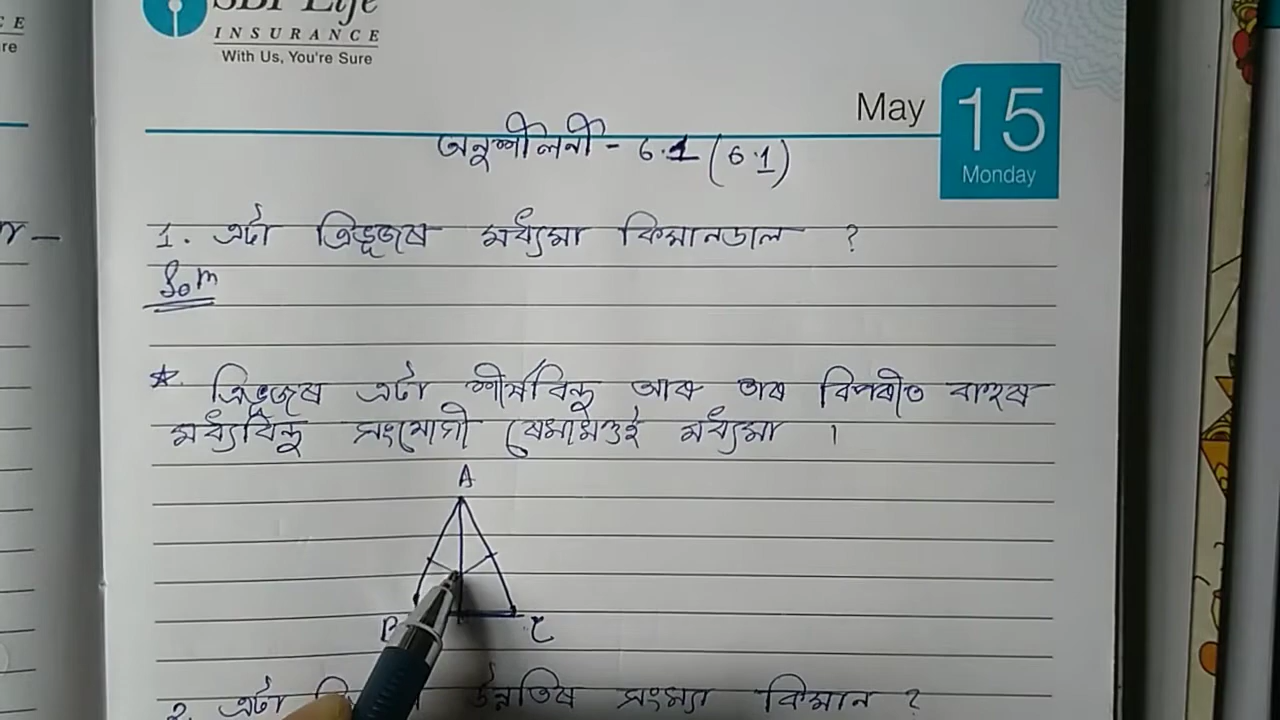 SBI Life
INSURANCE
With Us, You're Sure
May 15
Monday
অনুশীলনী - ৬.1 (6.1)
1. এটা ত্ৰিভূজৰ মধ্যমা কিমানডাল ?
Solⁿ
* ত্ৰিভূজৰ এটা শীৰ্ষবিন্দু আৰু তাৰ বিপৰীত বাহুৰ
মধ্যবিন্দু সংযোগী ৰেখাখণ্ডই মধ্যমা ।
A
B C
2. এটা উন্নতিৰ সংখ্যা কিমান ?